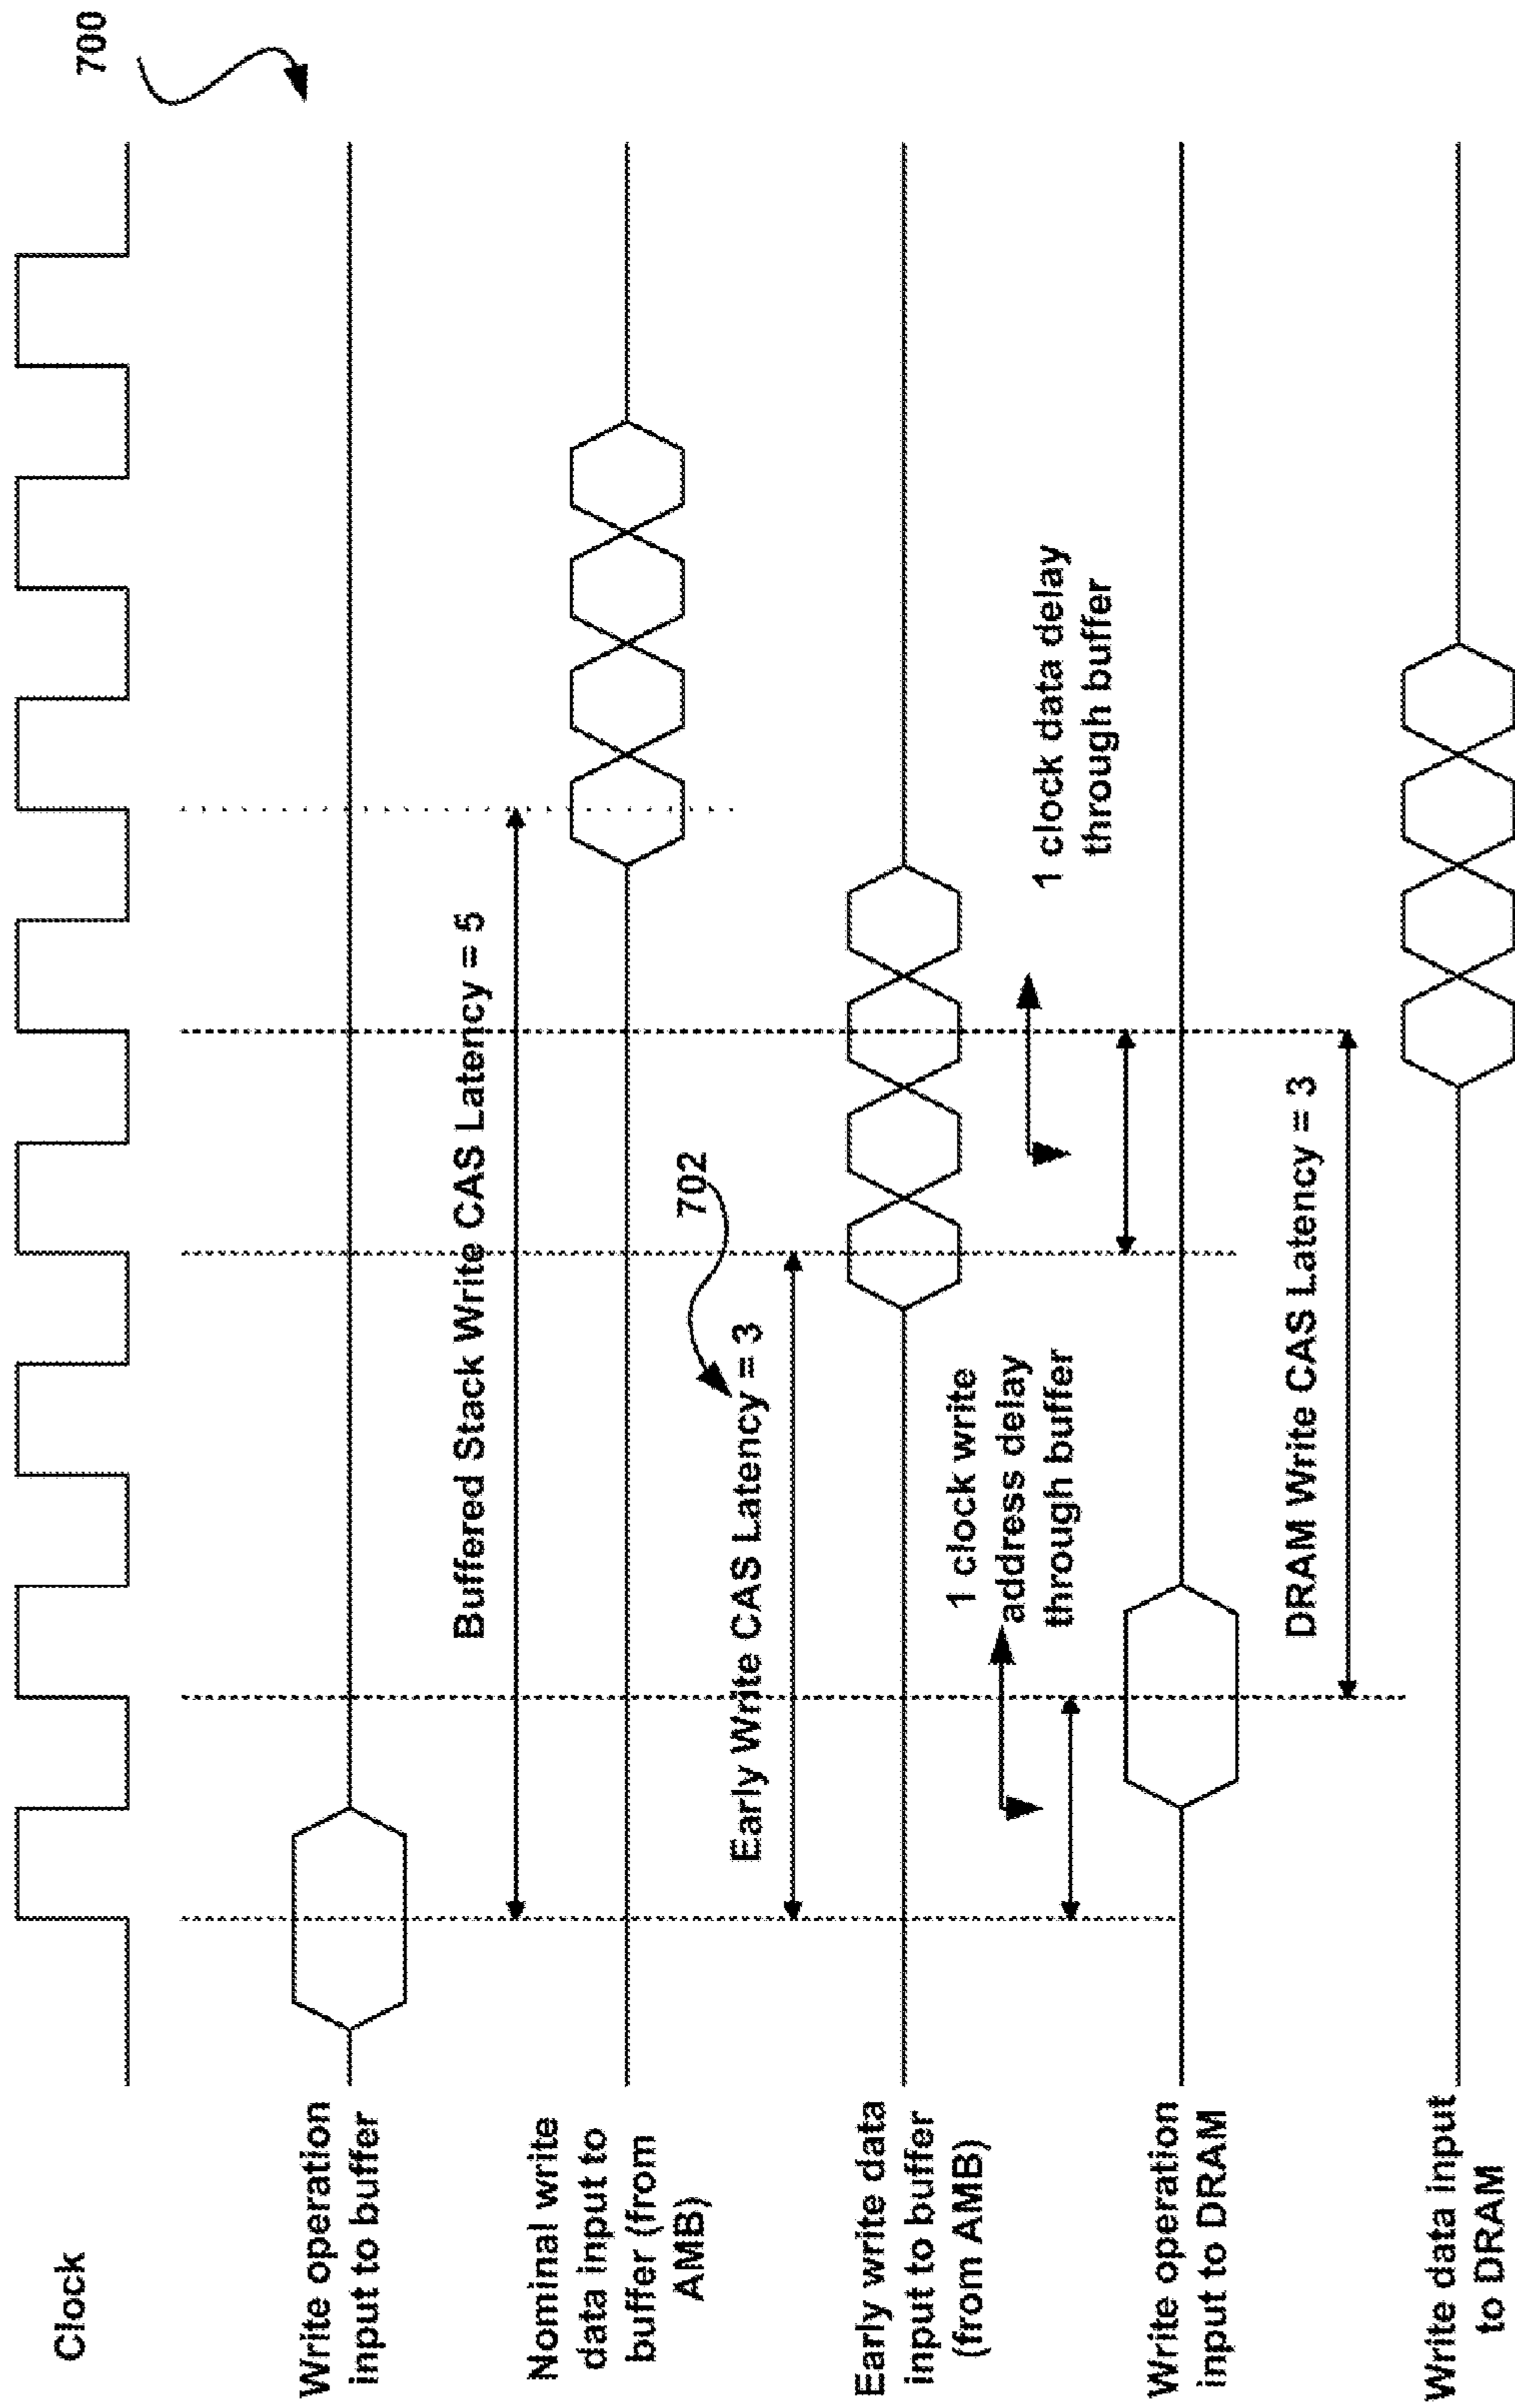 700
Clock
Write operation
input to buffer
Buffered Stack Write CAS Latency = 5
Nominal write
data input to
buffer (from
AMB)
702
Early Write CAS Latency = 3
Early write data
input to buffer
(from AMB)
1 clock write
address delay
through buffer
1 clock data delay
through buffer
Write operation
input to DRAM
DRAM Write CAS Latency = 3
Write data input
to DRAM